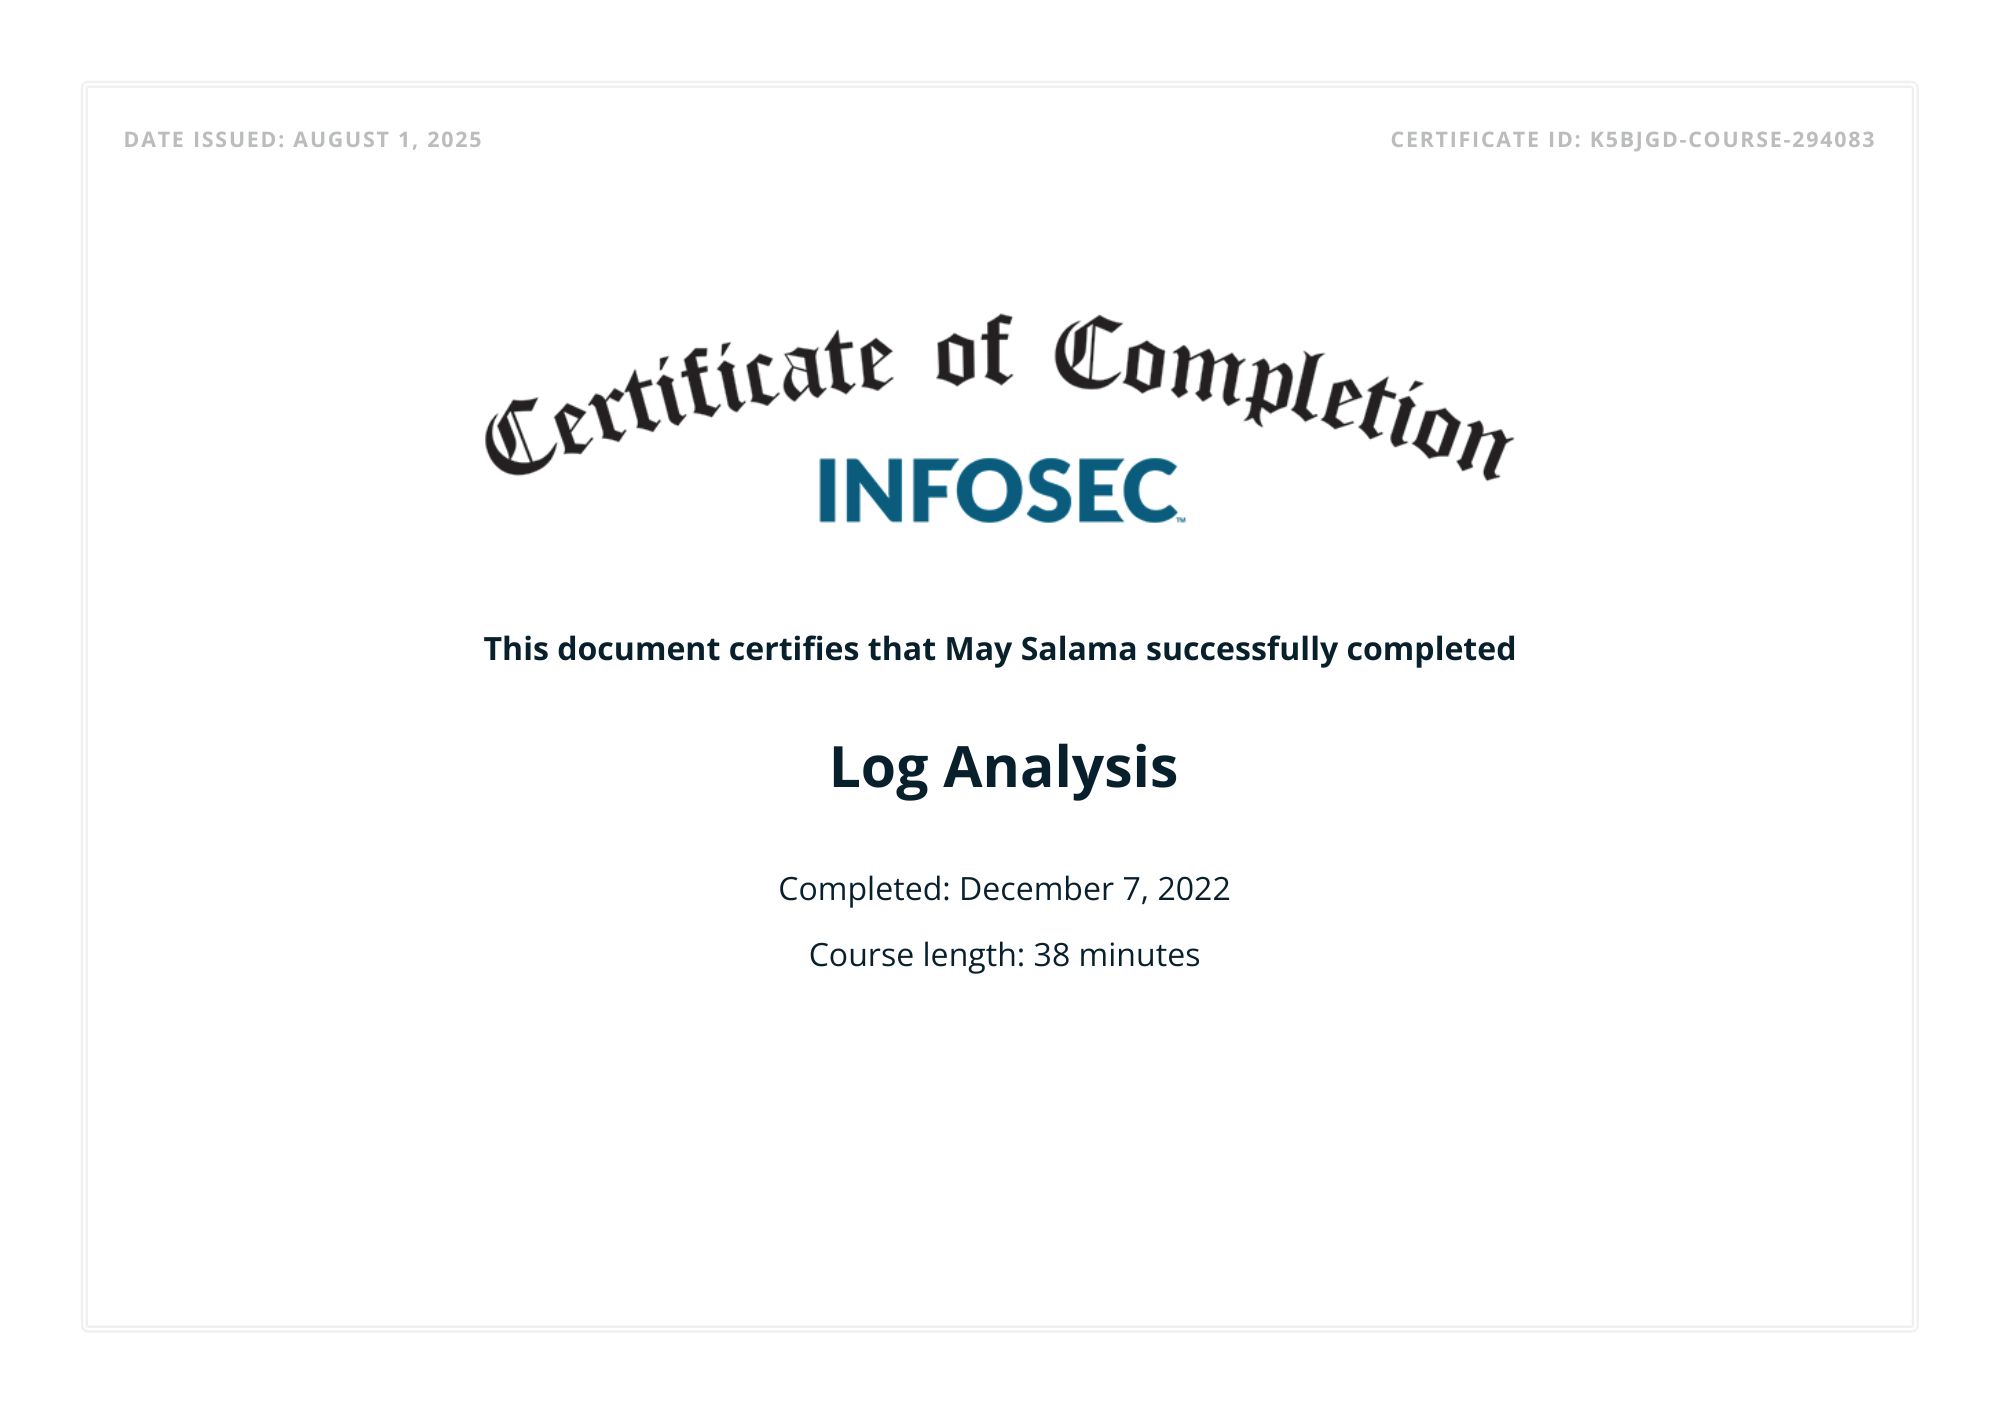 DATE ISSUED: AUGUST 1, 2025
CERTIFICATE ID: K5BJGD-COURSE-294083
Certificate of Completion
INFOSEC™
This document certifies that May Salama successfully completed
Log Analysis
Completed: December 7, 2022
Course length: 38 minutes